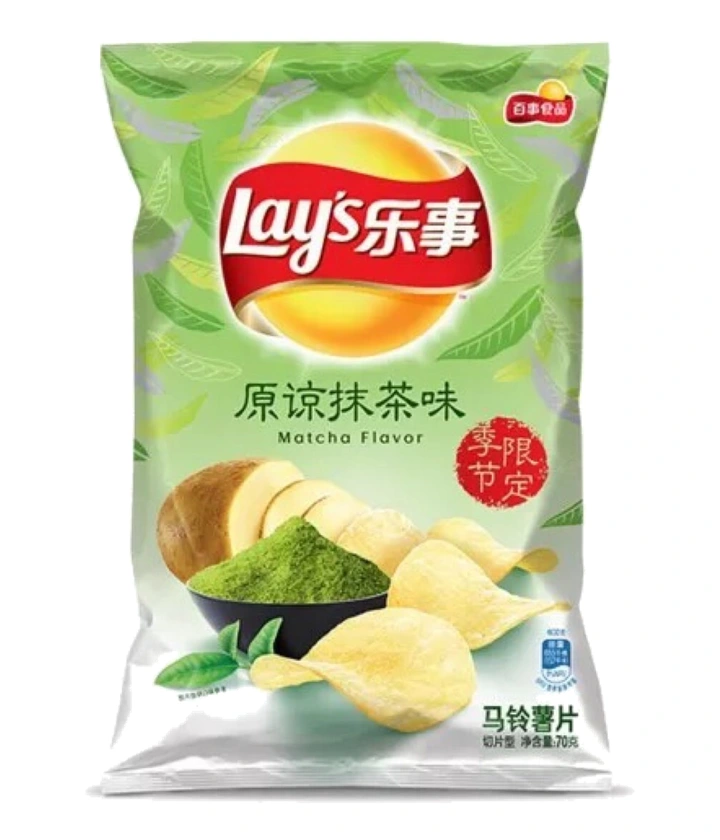 百事食品
Lay's乐事
TM
原谅抹茶味
Matcha Flavor
季节
限定
马铃薯片
切片型 净含量:70克